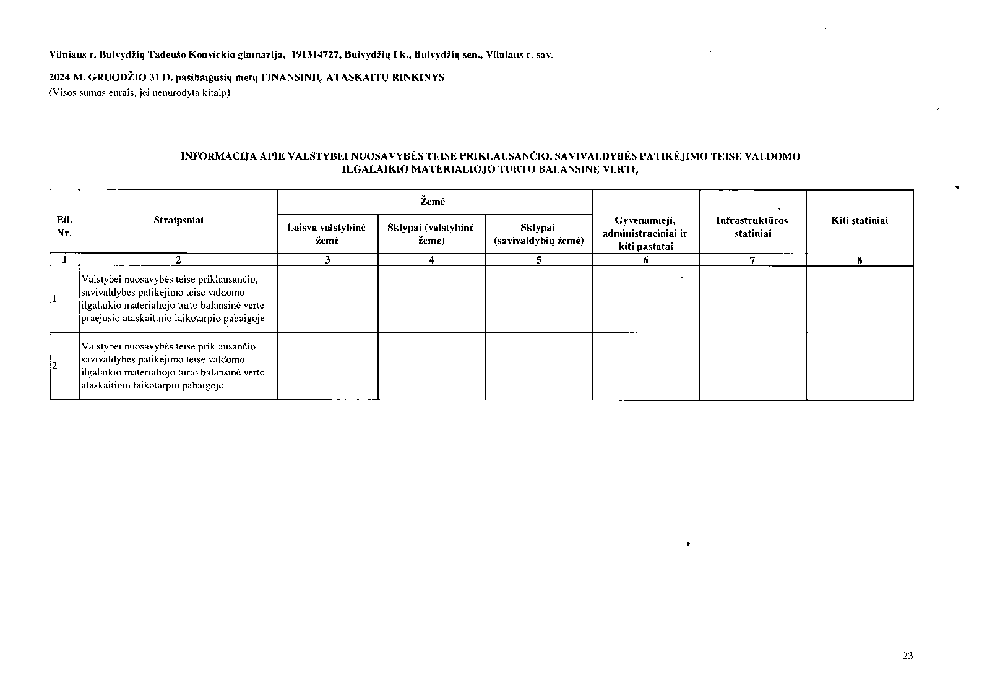 Vilniaus r. Buivydžių Tadeušo Konvickio gimnazija, 191314727, Buivydžių I k., Buivydžių sen., Vilniaus r. sav.
2024 M. GRUODŽIO 31 D. pasibaigusių metų FINANSINIŲ ATASKAITŲ RINKINYS
(Visos sumos eurais, jei nenurodyta kitaip)
INFORMACIJA APIE VALSTYBEI NUOSAVYBĖS TEISE PRIKLAUSANČIO, SAVIVALDYBĖS PATIKĖJIMO TEISE VALDOMO
ILGALAIKIO MATERIALIOJO TURTO BALANSINĘ VERTĘ
Eil.
Nr.
Straipsniai
Žemė
Laisva valstybinė
žemė
Sklypai (valstybinė
žemė)
Sklypai
(savivaldybių žemė)
Gyvenamieji,
administraciniai ir
kiti pastatai
Infrastruktūros
statiniai
Kiti statiniai
1 2 3 4 5 6 7 8
1
Valstybei nuosavybės teise priklausančio,
savivaldybės patikėjimo teise valdomo
ilgalaikio materialiojo turto balansinė vertė
praėjusio ataskaitinio laikotarpio pabaigoje
2
Valstybei nuosavybės teise priklausančio,
savivaldybės patikėjimo teise valdomo
ilgalaikio materialiojo turto balansinė vertė
ataskaitinio laikotarpio pabaigoje
23